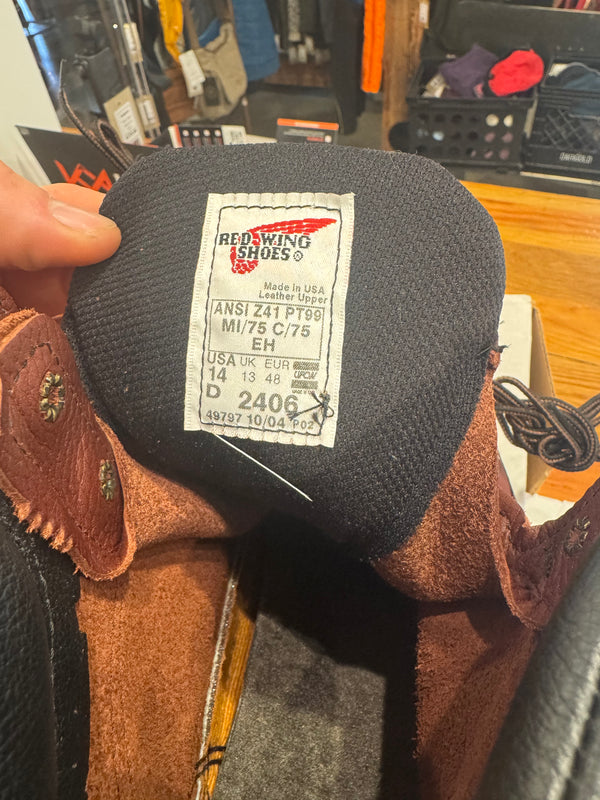 RED WING
SHOES®
Made in USA
Leather Upper
ANSI Z41 PT99
MI/75 C/75
EH
USA UK EUR
14 13 48
UFCW
D 2406
49797 10/04 P02